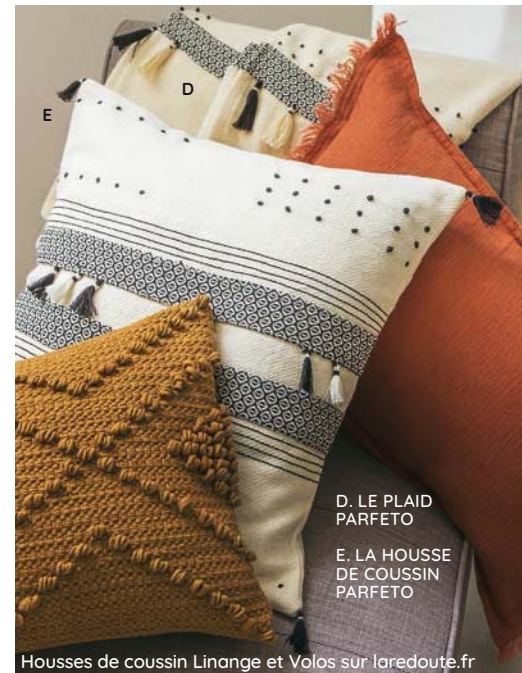 D
E
D. LE PLAID
PARFETO
E. LA HOUSSE
DE COUSSIN
PARFETO
Housses de coussin Linange et Volos sur laredoute.fr